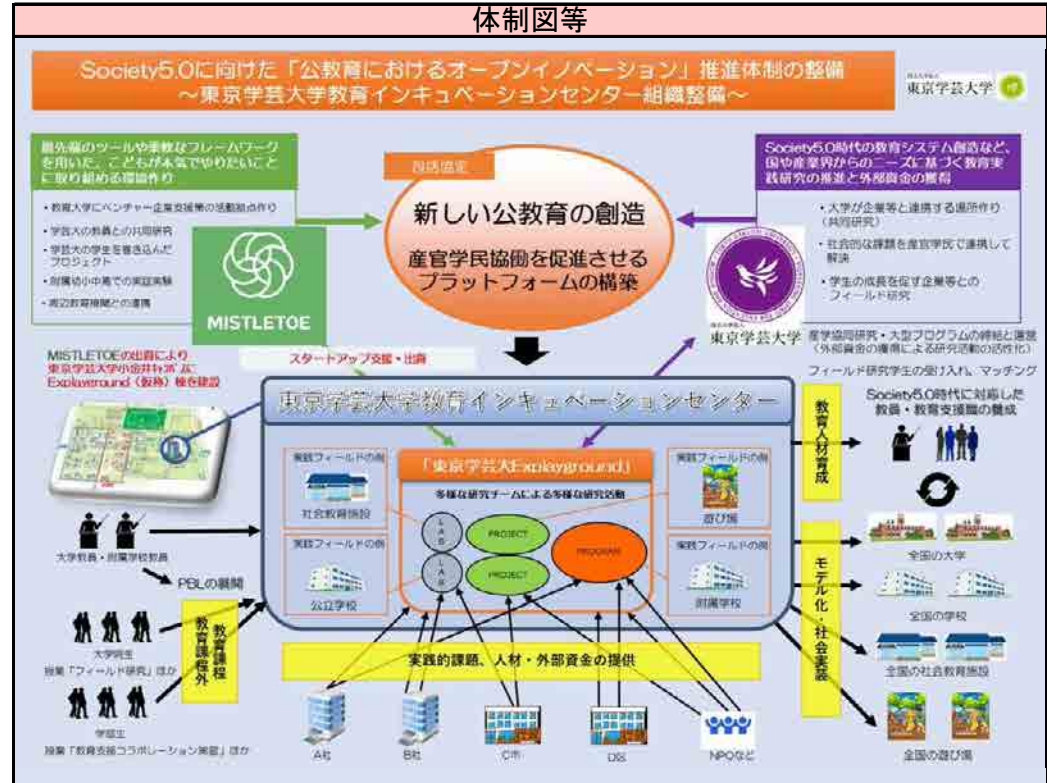 体制図等
Society5.0に向けた「公教育におけるオープンイノベーション」推進体制の整備
～東京学芸大学教育インキュベーションセンター組織整備～
東京学芸大学
最先端のツールや柔軟なフレームワーク
を用いた、こどもが本気でやりたいこと
に取り組める環境作り
・教育大学にベンチャー企業支援策の活動拠点作り
・学芸大の教員との共同研究
・学芸大の学生を巻き込んだ
プロジェクト
・附属幼小中高での実証実験
・周辺教育機関との連携
MISTLETOE
包括協定
新しい公教育の創造
産官学民協働を促進させる
プラットフォームの構築
Society5.0時代の教育システム創造など、
国や産業界からのニーズに基づく教育実
践研究の推進と外部資金の獲得
・大学が企業等と連携する場所作り
（共同研究）
・社会的な課題を産官学民で連携して
解決
・学生の成長を促す企業等との
フィールド研究
東京学芸大学
産学協同研究・大型プログラムの締結と運営
（外部資金の獲得による研究活動の活性化）
フィールド研究学生の受け入れ、マッチング
MISTLETOEの出資により
東京学芸大学小金井キャンパスに
Explayground（仮称）棟を建設
スタートアップ支援・出資
東京学芸大学教育インキュベーションセンター
実践フィールドの例
社会教育施設
実践フィールドの例
公立学校
「東京学芸大Explayground」
多様な研究チームによる多様な研究活動
LAB
LAB
PROJECT
PROJECT
PROGRAM
実践フィールドの例
遊び場
実践フィールドの例
附属学校
大学教員・附属学校教員
PBLの展開
大学院生
授業「フィールド研究」ほか
学部生
授業「教育支援コラボレーション実習」ほか
教育課程
教育課程外
実践的課題、人材・外部資金の提供
A社
B社
C市
D区
NPOなど
教育人材育成
Society5.0時代に対応した
教員・教育支援職の養成
モデル化・社会実装
全国の大学
全国の学校
全国の社会教育施設
全国の遊び場